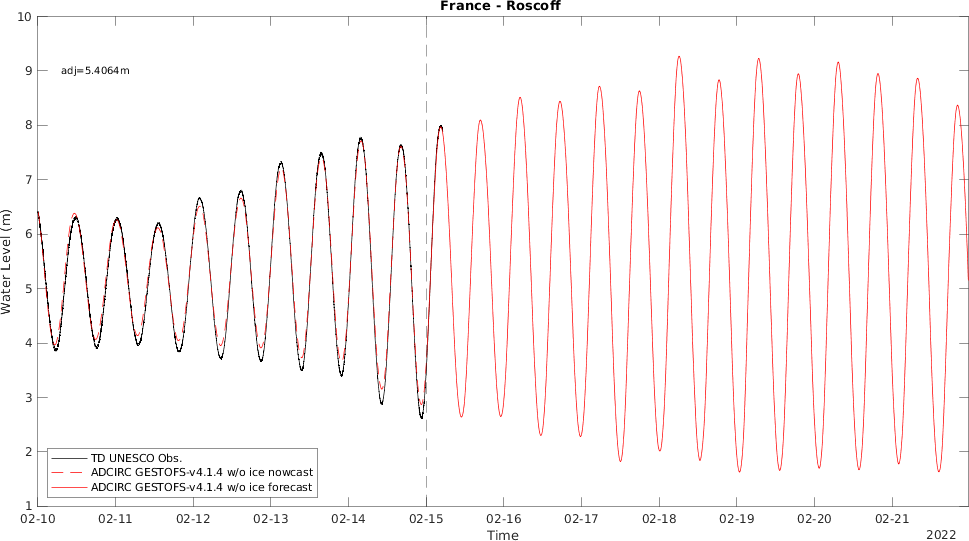 France - Roscoff
10
9
8
7
6
5
4
3
2
1
Water Level (m)
adj=5.4064m
TD UNESCO Obs.
ADCIRC GESTOFS-v4.1.4 w/o ice nowcast
ADCIRC GESTOFS-v4.1.4 w/o ice forecast
02-10 02-11 02-12 02-13 02-14 02-15 02-16 02-17 02-18 02-19 02-20 02-21
Time
2022